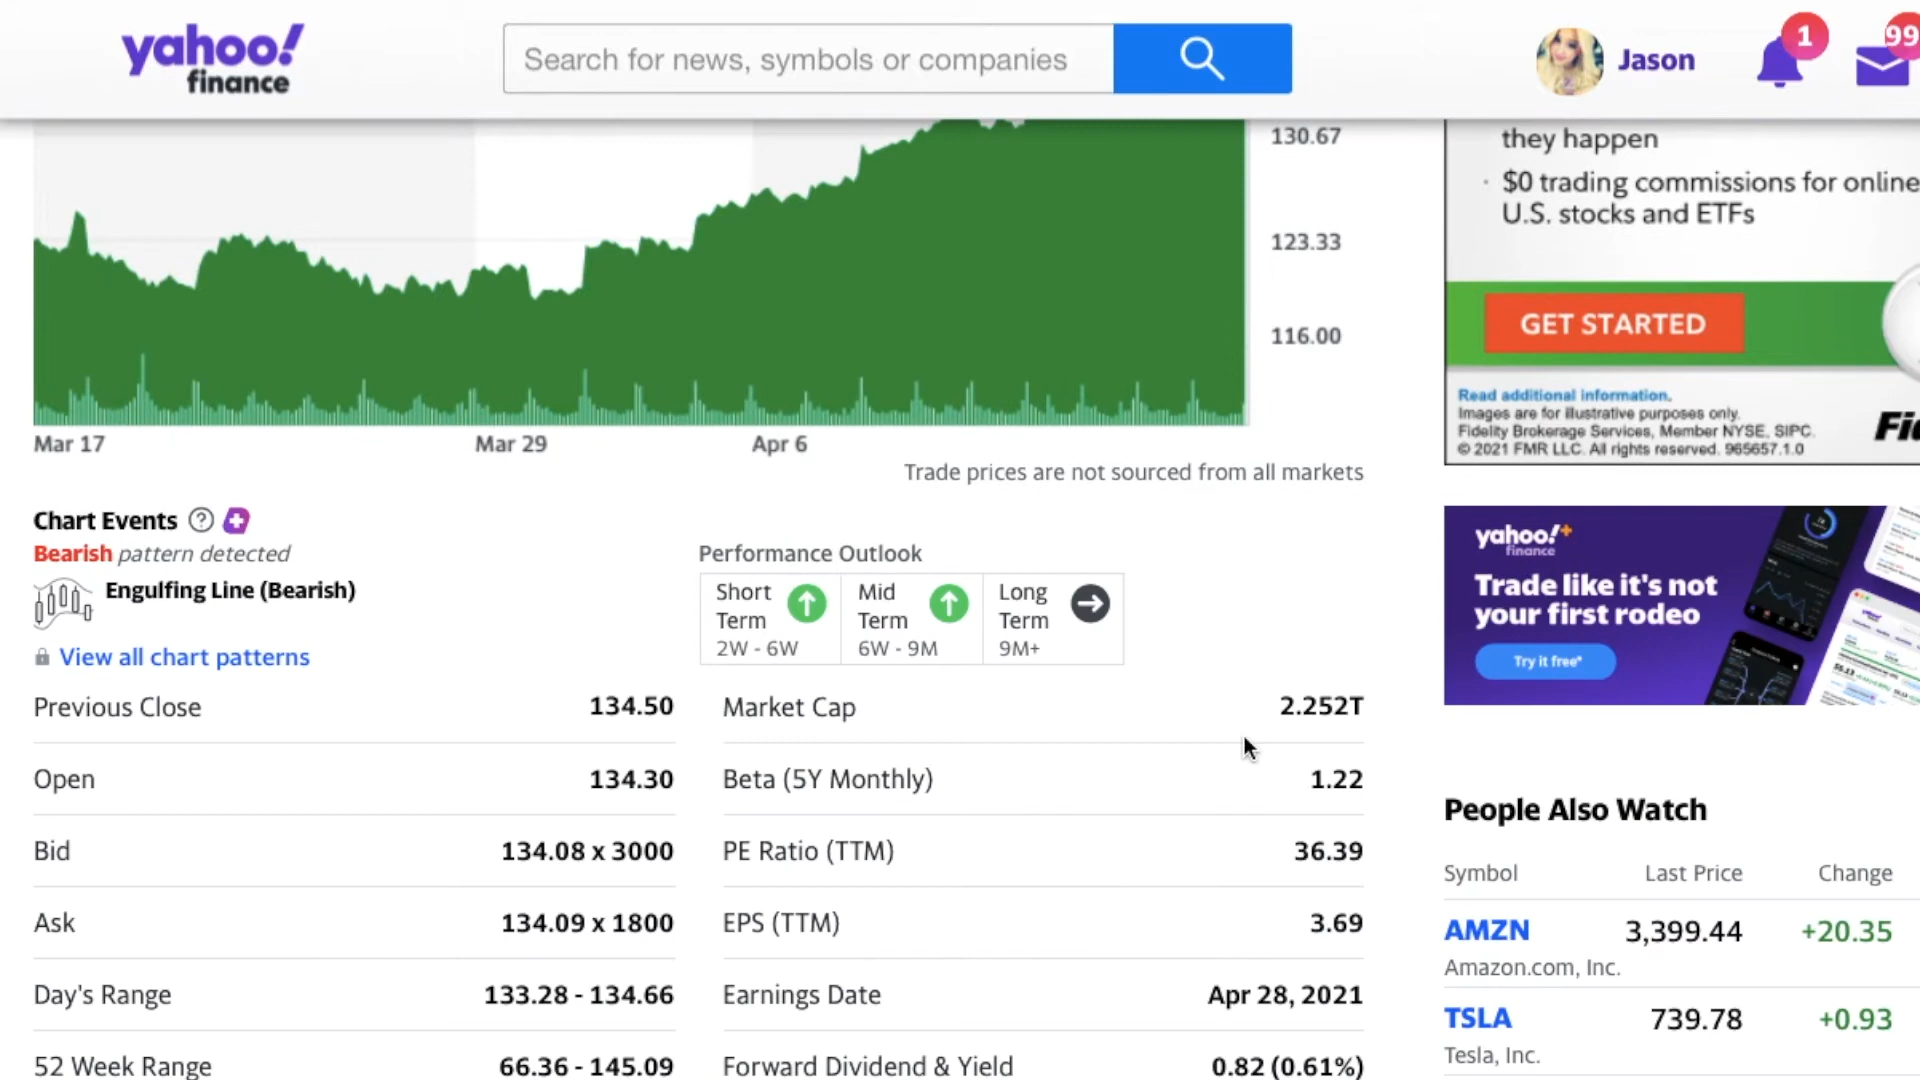 yahoo!
finance
Search for news, symbols or companies
Jason
1
99
130.67
123.33
116.00
Mar 17
Mar 29
Apr 6
Trade prices are not sourced from all markets
Chart Events
Bearish pattern detected
Engulfing Line (Bearish)
View all chart patterns
Performance Outlook
Short Term
2W - 6W
Mid Term
6W - 9M
Long Term
9M+
Previous Close 134.50
Open 134.30
Bid 134.08 x 3000
Ask 134.09 x 1800
Day's Range 133.28 - 134.66
52 Week Range 66.36 - 145.09
Market Cap 2.252T
Beta (5Y Monthly) 1.22
PE Ratio (TTM) 36.39
EPS (TTM) 3.69
Earnings Date Apr 28, 2021
Forward Dividend & Yield 0.82 (0.61%)
they happen
· $0 trading commissions for online
U.S. stocks and ETFs
GET STARTED
Read additional information.
Images are for illustrative purposes only.
Fidelity Brokerage Services, Member NYSE, SIPC.
© 2021 FMR LLC. All rights reserved. 965657.1.0
yahoo!+
finance
Trade like it's not
your first rodeo
Try it free*
People Also Watch
Symbol Last Price Change
AMZN 3,399.44 +20.35
Amazon.com, Inc.
TSLA 739.78 +0.93
Tesla, Inc.